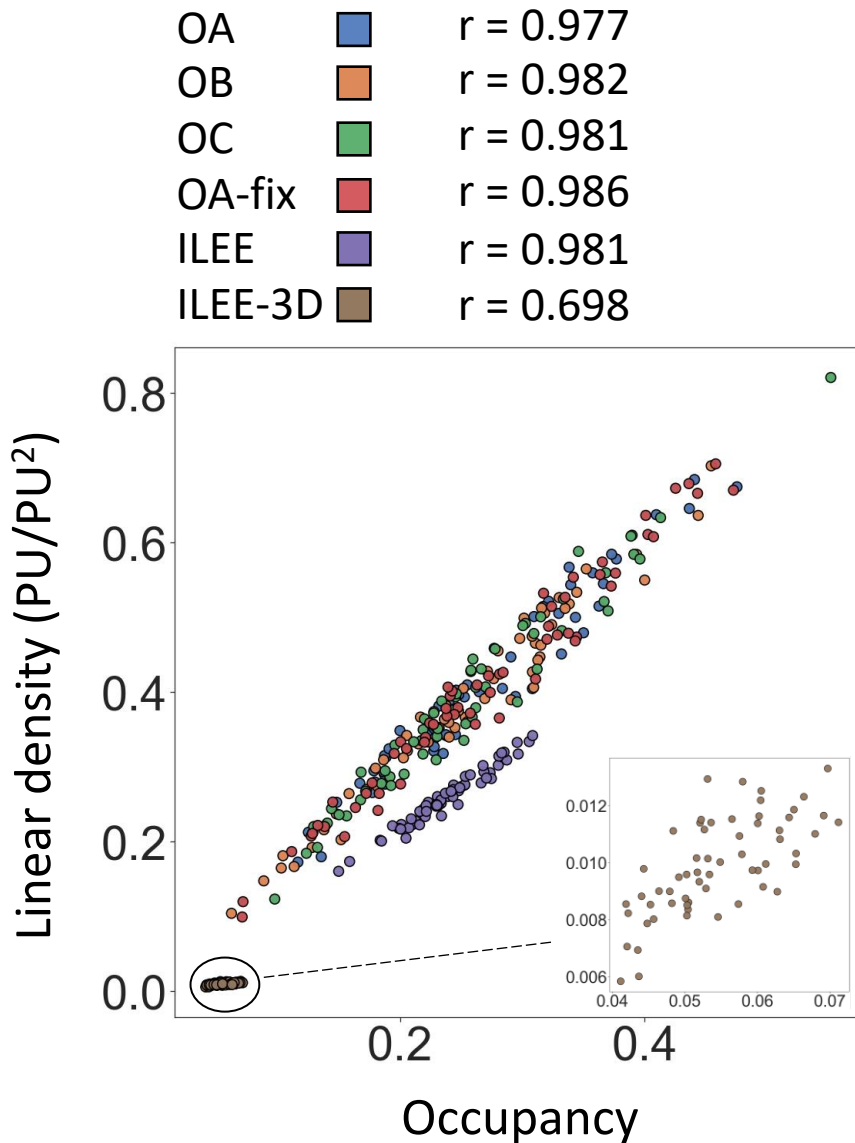 OA r = 0.977
OB r = 0.982
OC r = 0.981
OA-fix r = 0.986
ILEE r = 0.981
ILEE-3D r = 0.698
Linear density (PU/PU²)
0.8
0.6
0.4
0.2
0.0
0.012
0.010
0.008
0.006
0.04 0.05 0.06 0.07
0.2 0.4
Occupancy